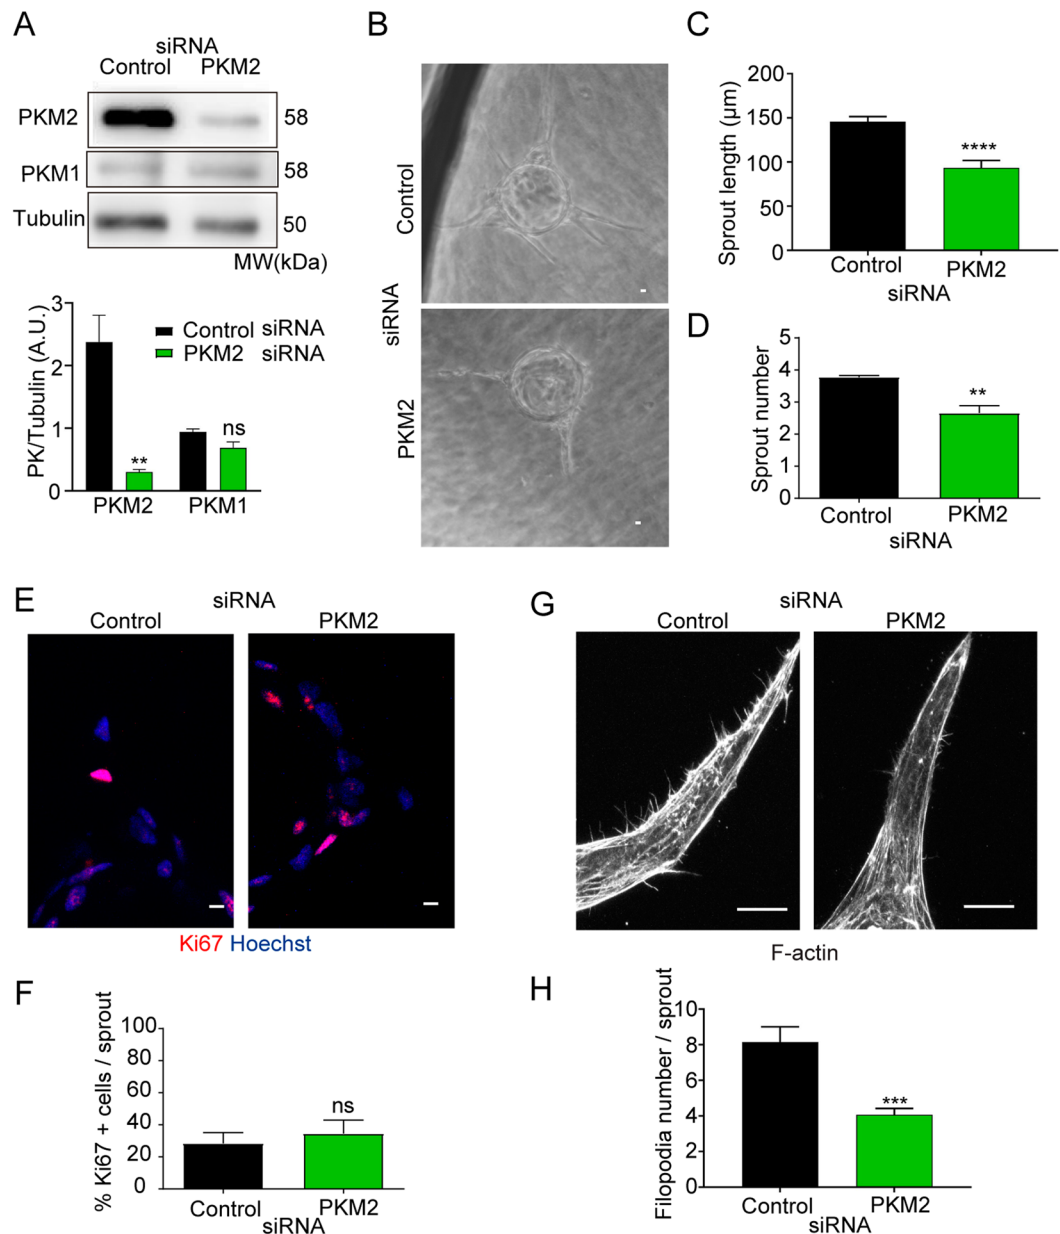 A
siRNA
Control PKM2
PKM2 58
PKM1 58
Tubulin 50
MW(kDa)
PK/Tubulin (A.U.)
3
2
1
0
Control siRNA
PKM2 siRNA
**
ns
PKM2 PKM1
B
siRNA
Control
PKM2
C
Sprout length (μm)
200
150
100
50
0
****
Control PKM2
siRNA
D
Sprout number
5
4
3
2
1
0
**
Control PKM2
siRNA
E
siRNA
Control PKM2
Ki67 Hoechst
F
% Ki67 + cells / sprout
100
80
60
40
20
0
ns
Control PKM2
siRNA
G
siRNA
Control PKM2
F-actin
H
Filopodia number / sprout
10
8
6
4
2
0
***
Control PKM2
siRNA